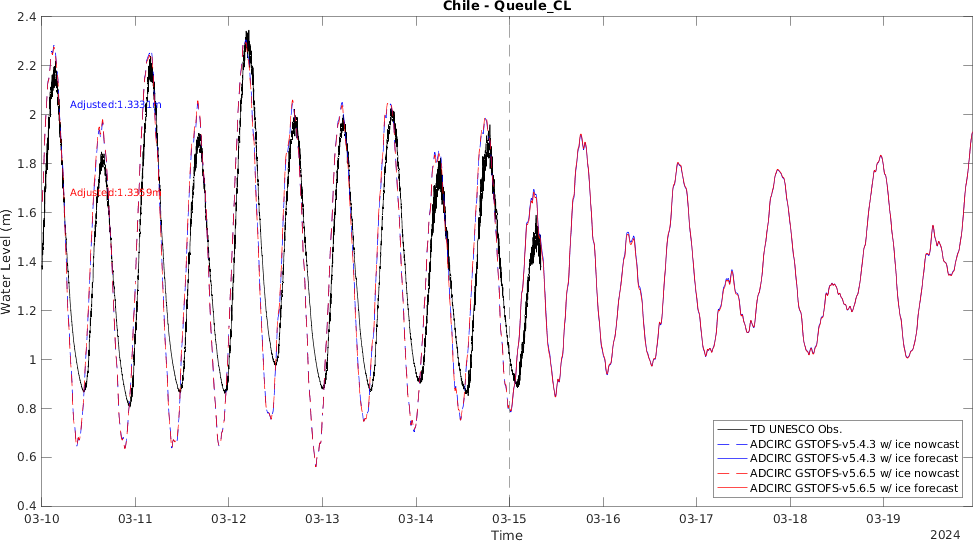 Chile - Queule_CL
2.4
2.2
2
1.8
1.6
1.4
1.2
1
0.8
0.6
0.4
Water Level (m)
Adjusted:1.3331m
Adjusted:1.3359m
TD UNESCO Obs.
ADCIRC GSTOFS-v5.4.3 w/ ice nowcast
ADCIRC GSTOFS-v5.4.3 w/ ice forecast
ADCIRC GSTOFS-v5.6.5 w/ ice nowcast
ADCIRC GSTOFS-v5.6.5 w/ ice forecast
03-10 03-11 03-12 03-13 03-14 03-15 03-16 03-17 03-18 03-19
Time
2024